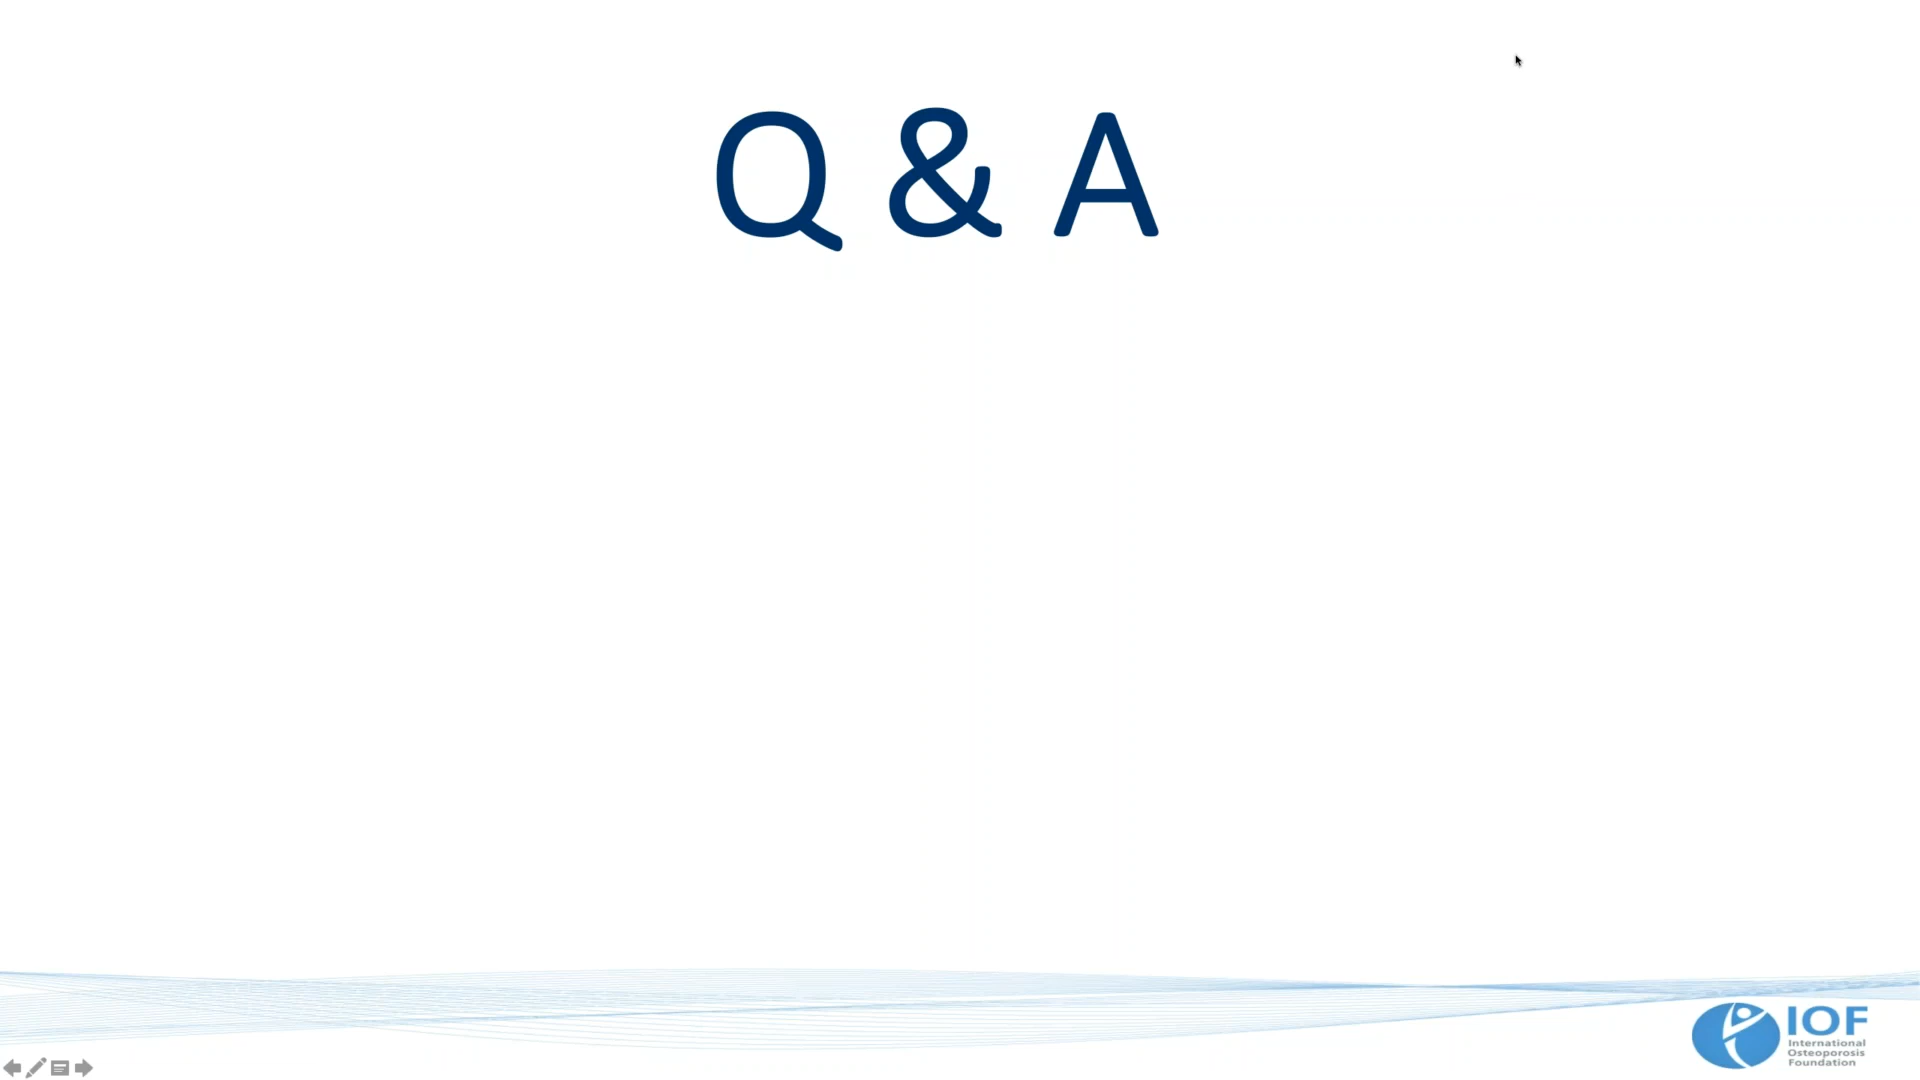 Q & A
IOF
International
Osteoporosis
Foundation